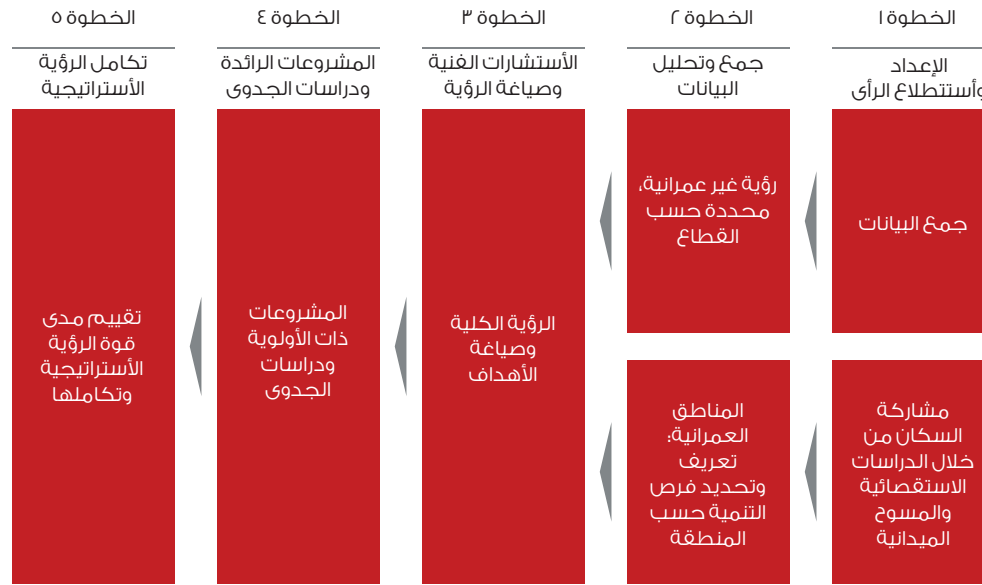 الخطوة ١
الإعداد
وأستتطلاع الرأى
جمع البيانات
مشاركة
السكان من
خلال الدراسات
الاستقصائية
والمسوح
الميدانية
الخطوة ٢
جمع وتحليل
البيانات
رؤية غير عمرانية،
محددة حسب
القطاع
المناطق
العمرانية:
تعريف
وتحديد فرص
التنمية حسب
المنطقة
الخطوة ٣
الأستشارات الفنية
وصياغة الرؤية
الرؤية الكلية
وصياغة
الأهداف
الخطوة ٤
المشروعات الرائدة
ودراسات الجدوى
المشروعات
ذات الأولوية
ودراسات
الجدوى
الخطوة ٥
تكامل الرؤية
الأستراتيجية
تقييم مدى
قوة الرؤية
الأستراتيجية
وتكاملها